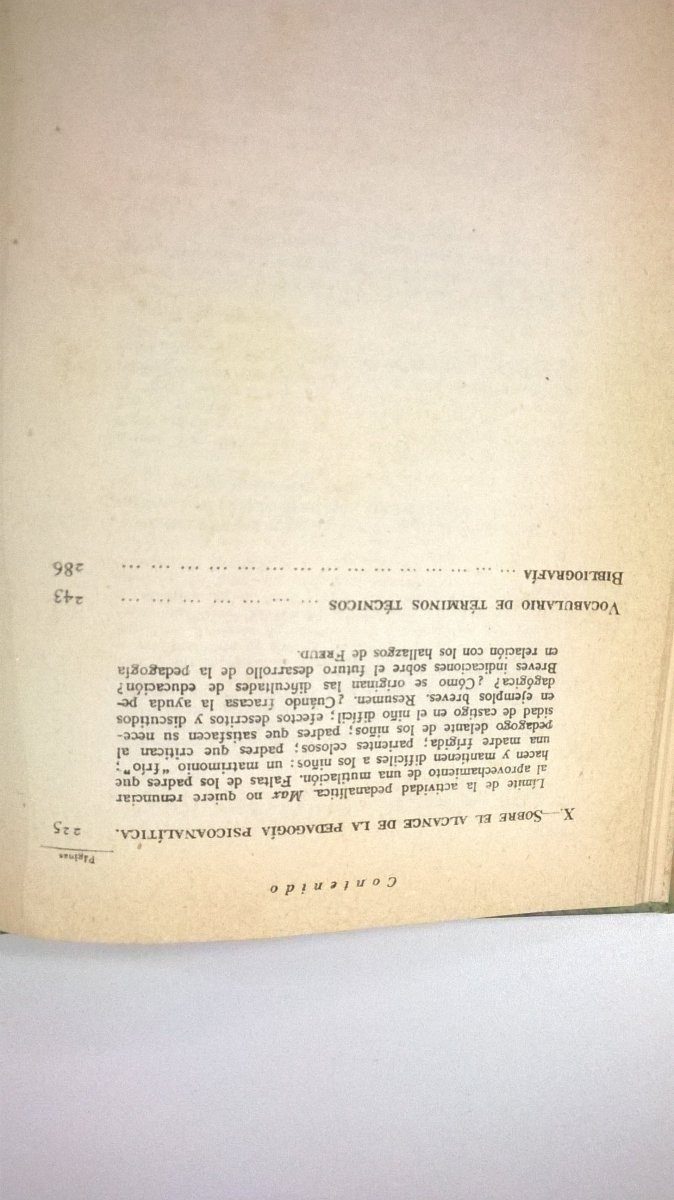 Contenido
Páginas
X.—Sobre el alcance de la pedagogía psicoanalítica. 225
Límite de la actividad pedanalítica. Max no quiere renunciar
al aprovechamiento de una mutilación. Faltas de los padres que
hacen y mantienen difíciles a los niños: un matrimonio "frío";
una madre frígida; parientes celosos; padres que critican al
pedagogo delante de los niños; padres que satisfacen su nece-
sidad de castigo en el niño difícil; efectos descritos y discutidos
en ejemplos breves. Resumen. ¿Cuándo fracasa la ayuda pe-
dagógica? ¿Cómo se originan las dificultades de educación?
Breves indicaciones sobre el futuro desarrollo de la pedagogía
en relación con los hallazgos de Freud.
Vocabulario de términos técnicos ... ... ... ... ... ... ... ... 243
Bibliografía ... ... ... ... ... ... ... ... ... ... ... ... ... ... ... 286